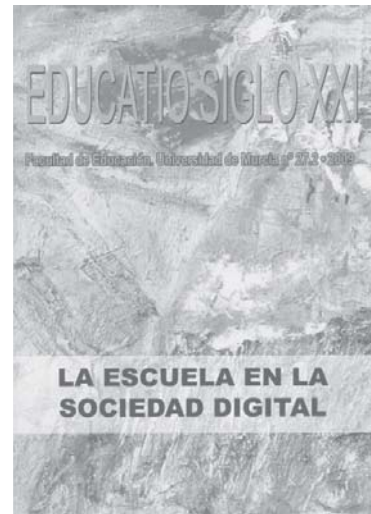 EDUCATIO SIGLO XXI
Facultad de Educación. Universidad de Murcia nº 27.2 • 2009
LA ESCUELA EN LA
SOCIEDAD DIGITAL